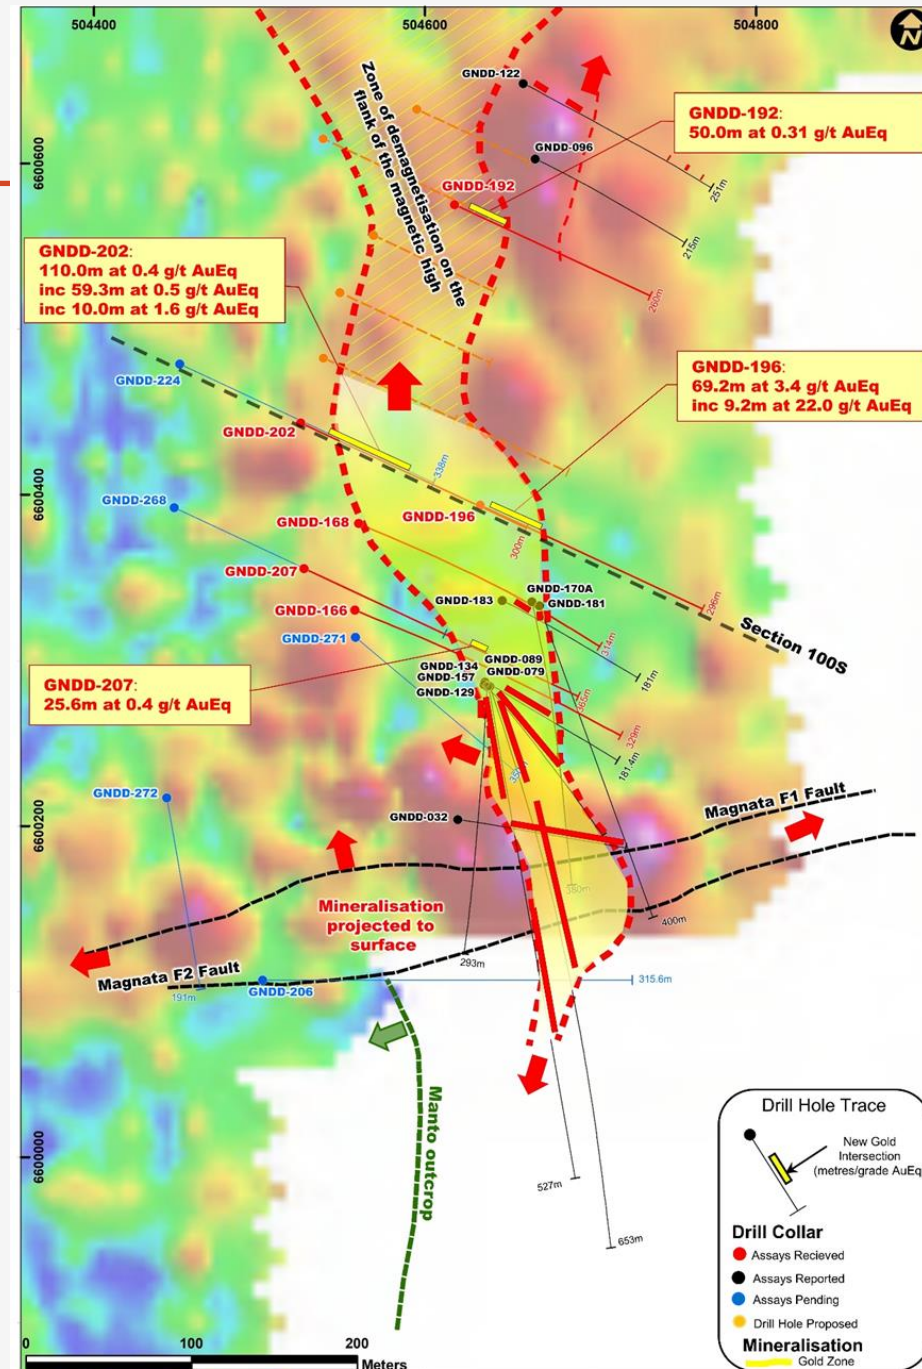 504400
504600
504800
N
6600600
6600400
6600200
6600000
Zone of demagnetisation on the
flank of the magnetic high
GNDD-122
GNDD-096
GNDD-192
251m
215m
260m
GNDD-192:
50.0m at 0.31 g/t AuEq
GNDD-202:
110.0m at 0.4 g/t AuEq
inc 59.3m at 0.5 g/t AuEq
inc 10.0m at 1.6 g/t AuEq
GNDD-196:
69.2m at 3.4 g/t AuEq
inc 9.2m at 22.0 g/t AuEq
GNDD-224
GNDD-202
338m
GNDD-268
GNDD-196
GNDD-168
300m
296m
GNDD-207
GNDD-170A
GNDD-183
GNDD-181
GNDD-166
GNDD-271
314m
181m
Section 100S
GNDD-089
GNDD-134
GNDD-079
GNDD-157
GNDD-129
365m
329m
181.4m
GNDD-207:
25.6m at 0.4 g/t AuEq
GNDD-272
GNDD-032
Magnata F1 Fault
400m
Mineralisation
projected to
surface
293m
Magnata F2 Fault
191m
GNDD-206
315.6m
Manto outcrop
527m
653m
Drill Hole Trace
New Gold
Intersection
(metres/grade AuEq
Drill Collar
Assays Recieved
Assays Reported
Assays Pending
Drill Hole Proposed
Mineralisation
Gold Zone
0 100 200
Meters